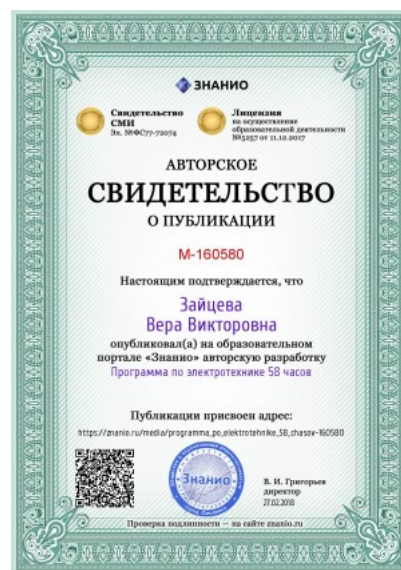 ЗНАНИО
Свидетельство
СМИ
Эл. №ФС77-72074
Лицензия
на осуществление
образовательной деятельности
№5257 от 11.12.2017
АВТОРСКОЕ
СВИДЕТЕЛЬСТВО
О ПУБЛИКАЦИИ
М-160580
Настоящим подтверждается, что
Зайцева
Вера Викторовна
опубликовал(а) на образовательном
портале «Знанио» авторскую разработку
Программа по электротехнике 58 часов
Публикации присвоен адрес:
https://znanio.ru/media/programma_po_elektrotehnike_58_chasov-160580
Знанио
В. И. Григорьев
директор
27.02.2018
Проверка подлинности — на сайте znanio.ru